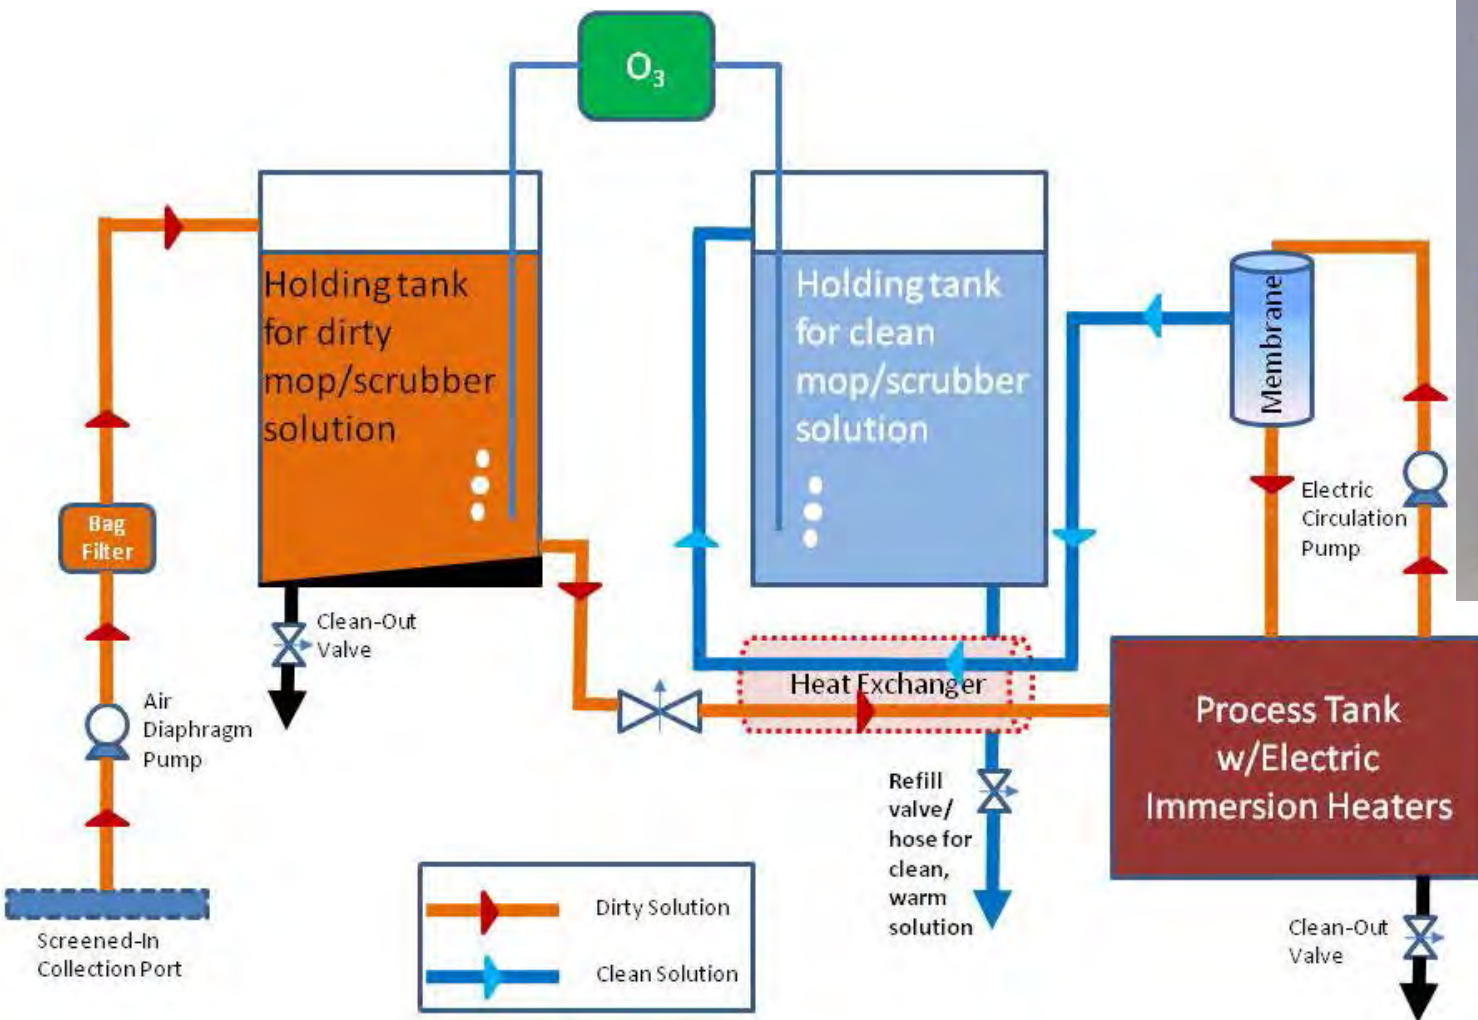 O₃
Holding tank
for dirty
mop/scrubber
solution
Holding tank
for clean
mop/scrubber
solution
Membrane
Bag
Filter
Electric
Circulation
Pump
Clean-Out
Valve
Air
Diaphragm
Pump
Heat Exchanger
Process Tank
w/Electric
Immersion Heaters
Refill
valve/
hose for
clean,
warm
solution
Screened-In
Collection Port
Dirty Solution
Clean Solution
Clean-Out
Valve